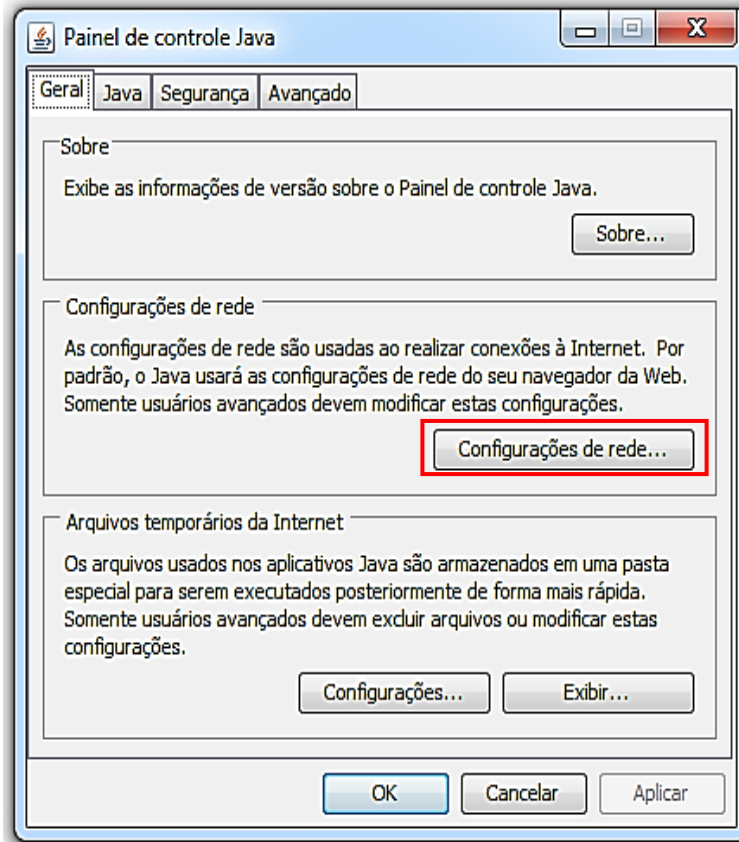 Painel de controle Java
Geral Java Segurança Avançado
Sobre
Exibe as informações de versão sobre o Painel de controle Java.
Sobre...
Configurações de rede
As configurações de rede são usadas ao realizar conexões à Internet. Por
padrão, o Java usará as configurações de rede do seu navegador da Web.
Somente usuários avançados devem modificar estas configurações.
Configurações de rede...
Arquivos temporários da Internet
Os arquivos usados nos aplicativos Java são armazenados em uma pasta
especial para serem executados posteriormente de forma mais rápida.
Somente usuários avançados devem excluir arquivos ou modificar estas
configurações.
Configurações... Exibir...
OK Cancelar Aplicar